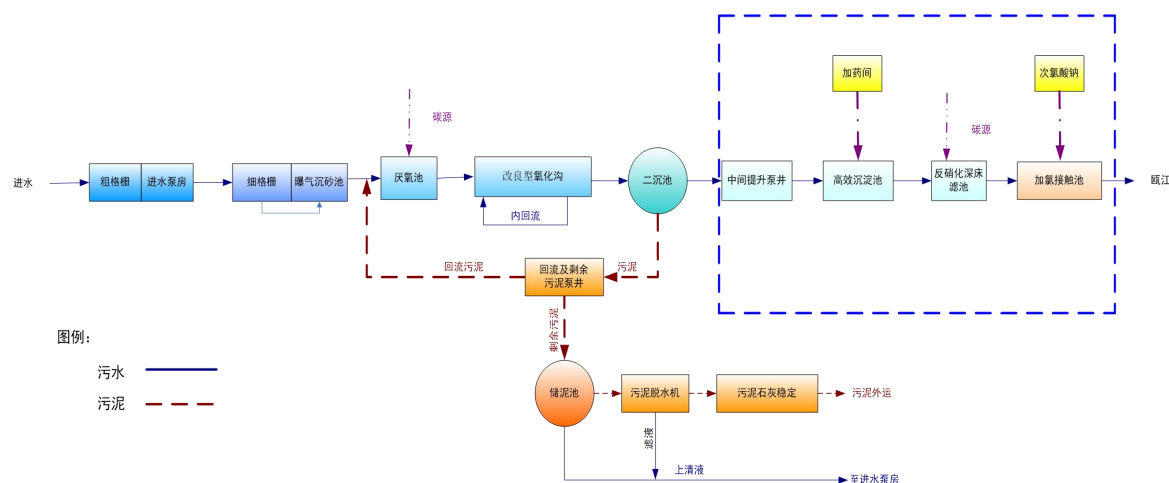 加药间
次氯酸钠
碳源
碳源
进水
粗格栅
进水泵房
细格栅
曝气沉砂池
厌氧池
改良型氧化沟
二沉池
中间提升泵井
高效沉淀池
反硝化深床
滤池
加氯接触池
瓯江
内回流
回流污泥
回流及剩余
污泥泵井
污泥
剩余污泥
图例：
污水
污泥
储泥池
污泥脱水机
污泥石灰稳定
污泥外运
滤液
上清液
至进水泵房